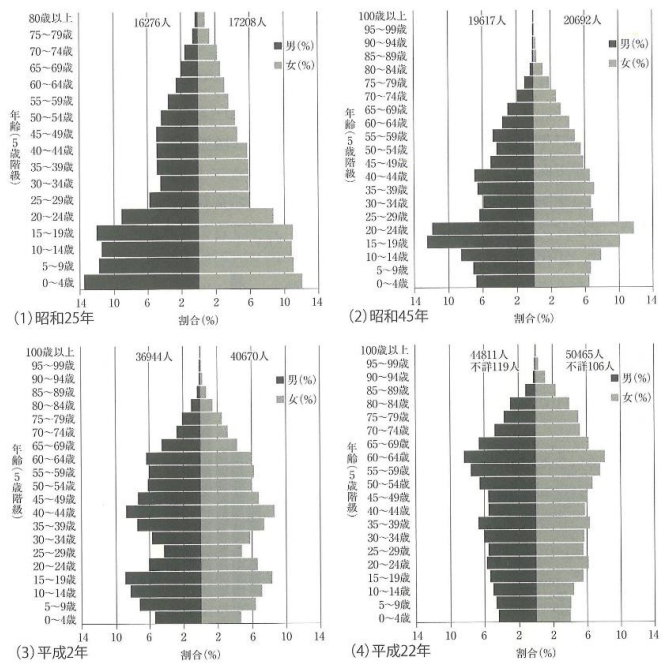 16276人 17208人
男(%)
女(%)
年齢(5歳階級)
80歳以上
75～79歳
70～74歳
65～69歳
60～64歳
55～59歳
50～54歳
45～49歳
40～44歳
35～39歳
30～34歳
25～29歳
20～24歳
15～19歳
10～14歳
5～9歳
0～4歳
14 10 6 2 2 6 10 14
(1)昭和25年 割合(%)
19617人 20692人
男(%)
女(%)
年齢(5歳階級)
100歳以上
95～99歳
90～94歳
85～89歳
80～84歳
75～79歳
70～74歳
65～69歳
60～64歳
55～59歳
50～54歳
45～49歳
40～44歳
35～39歳
30～34歳
25～29歳
20～24歳
15～19歳
10～14歳
5～9歳
0～4歳
14 10 6 2 2 6 10 14
(2)昭和45年 割合(%)
36944人 40670人
男(%)
女(%)
年齢(5歳階級)
100歳以上
95～99歳
90～94歳
85～89歳
80～84歳
75～79歳
70～74歳
65～69歳
60～64歳
55～59歳
50～54歳
45～49歳
40～44歳
35～39歳
30～34歳
25～29歳
20～24歳
15～19歳
10～14歳
5～9歳
0～4歳
14 10 6 2 2 6 10 14
(3)平成2年 割合(%)
44811人 50465人
不詳119人 不詳106人
男(%)
女(%)
年齢(5歳階級)
100歳以上
95～99歳
90～94歳
85～89歳
80～84歳
75～79歳
70～74歳
65～69歳
60～64歳
55～59歳
50～54歳
45～49歳
40～44歳
35～39歳
30～34歳
25～29歳
20～24歳
15～19歳
10～14歳
5～9歳
0～4歳
14 10 6 2 2 6 10 14
(4)平成22年 割合(%)